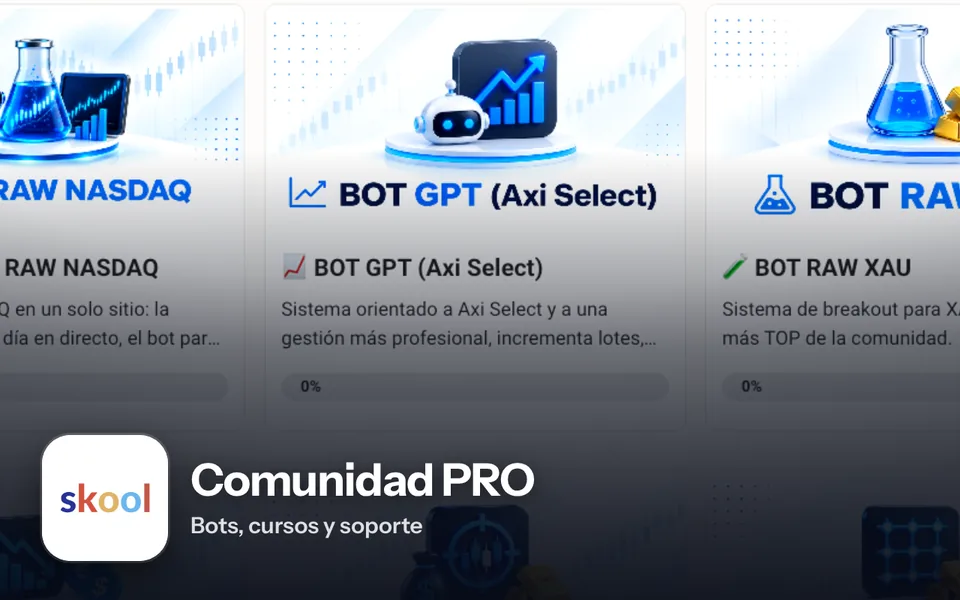 RAW NASDAQ
BOT GPT (Axi Select)
BOT RAW
RAW NASDAQ
Q en un solo sitio: la
día en directo, el bot par...
📈 BOT GPT (Axi Select)
Sistema orientado a Axi Select y a una
gestión más profesional, incrementa lotes,...
0%
🧪 BOT RAW XAU
Sistema de breakout para XA
más TOP de la comunidad.
0%
skool
Comunidad PRO
Bots, cursos y soporte